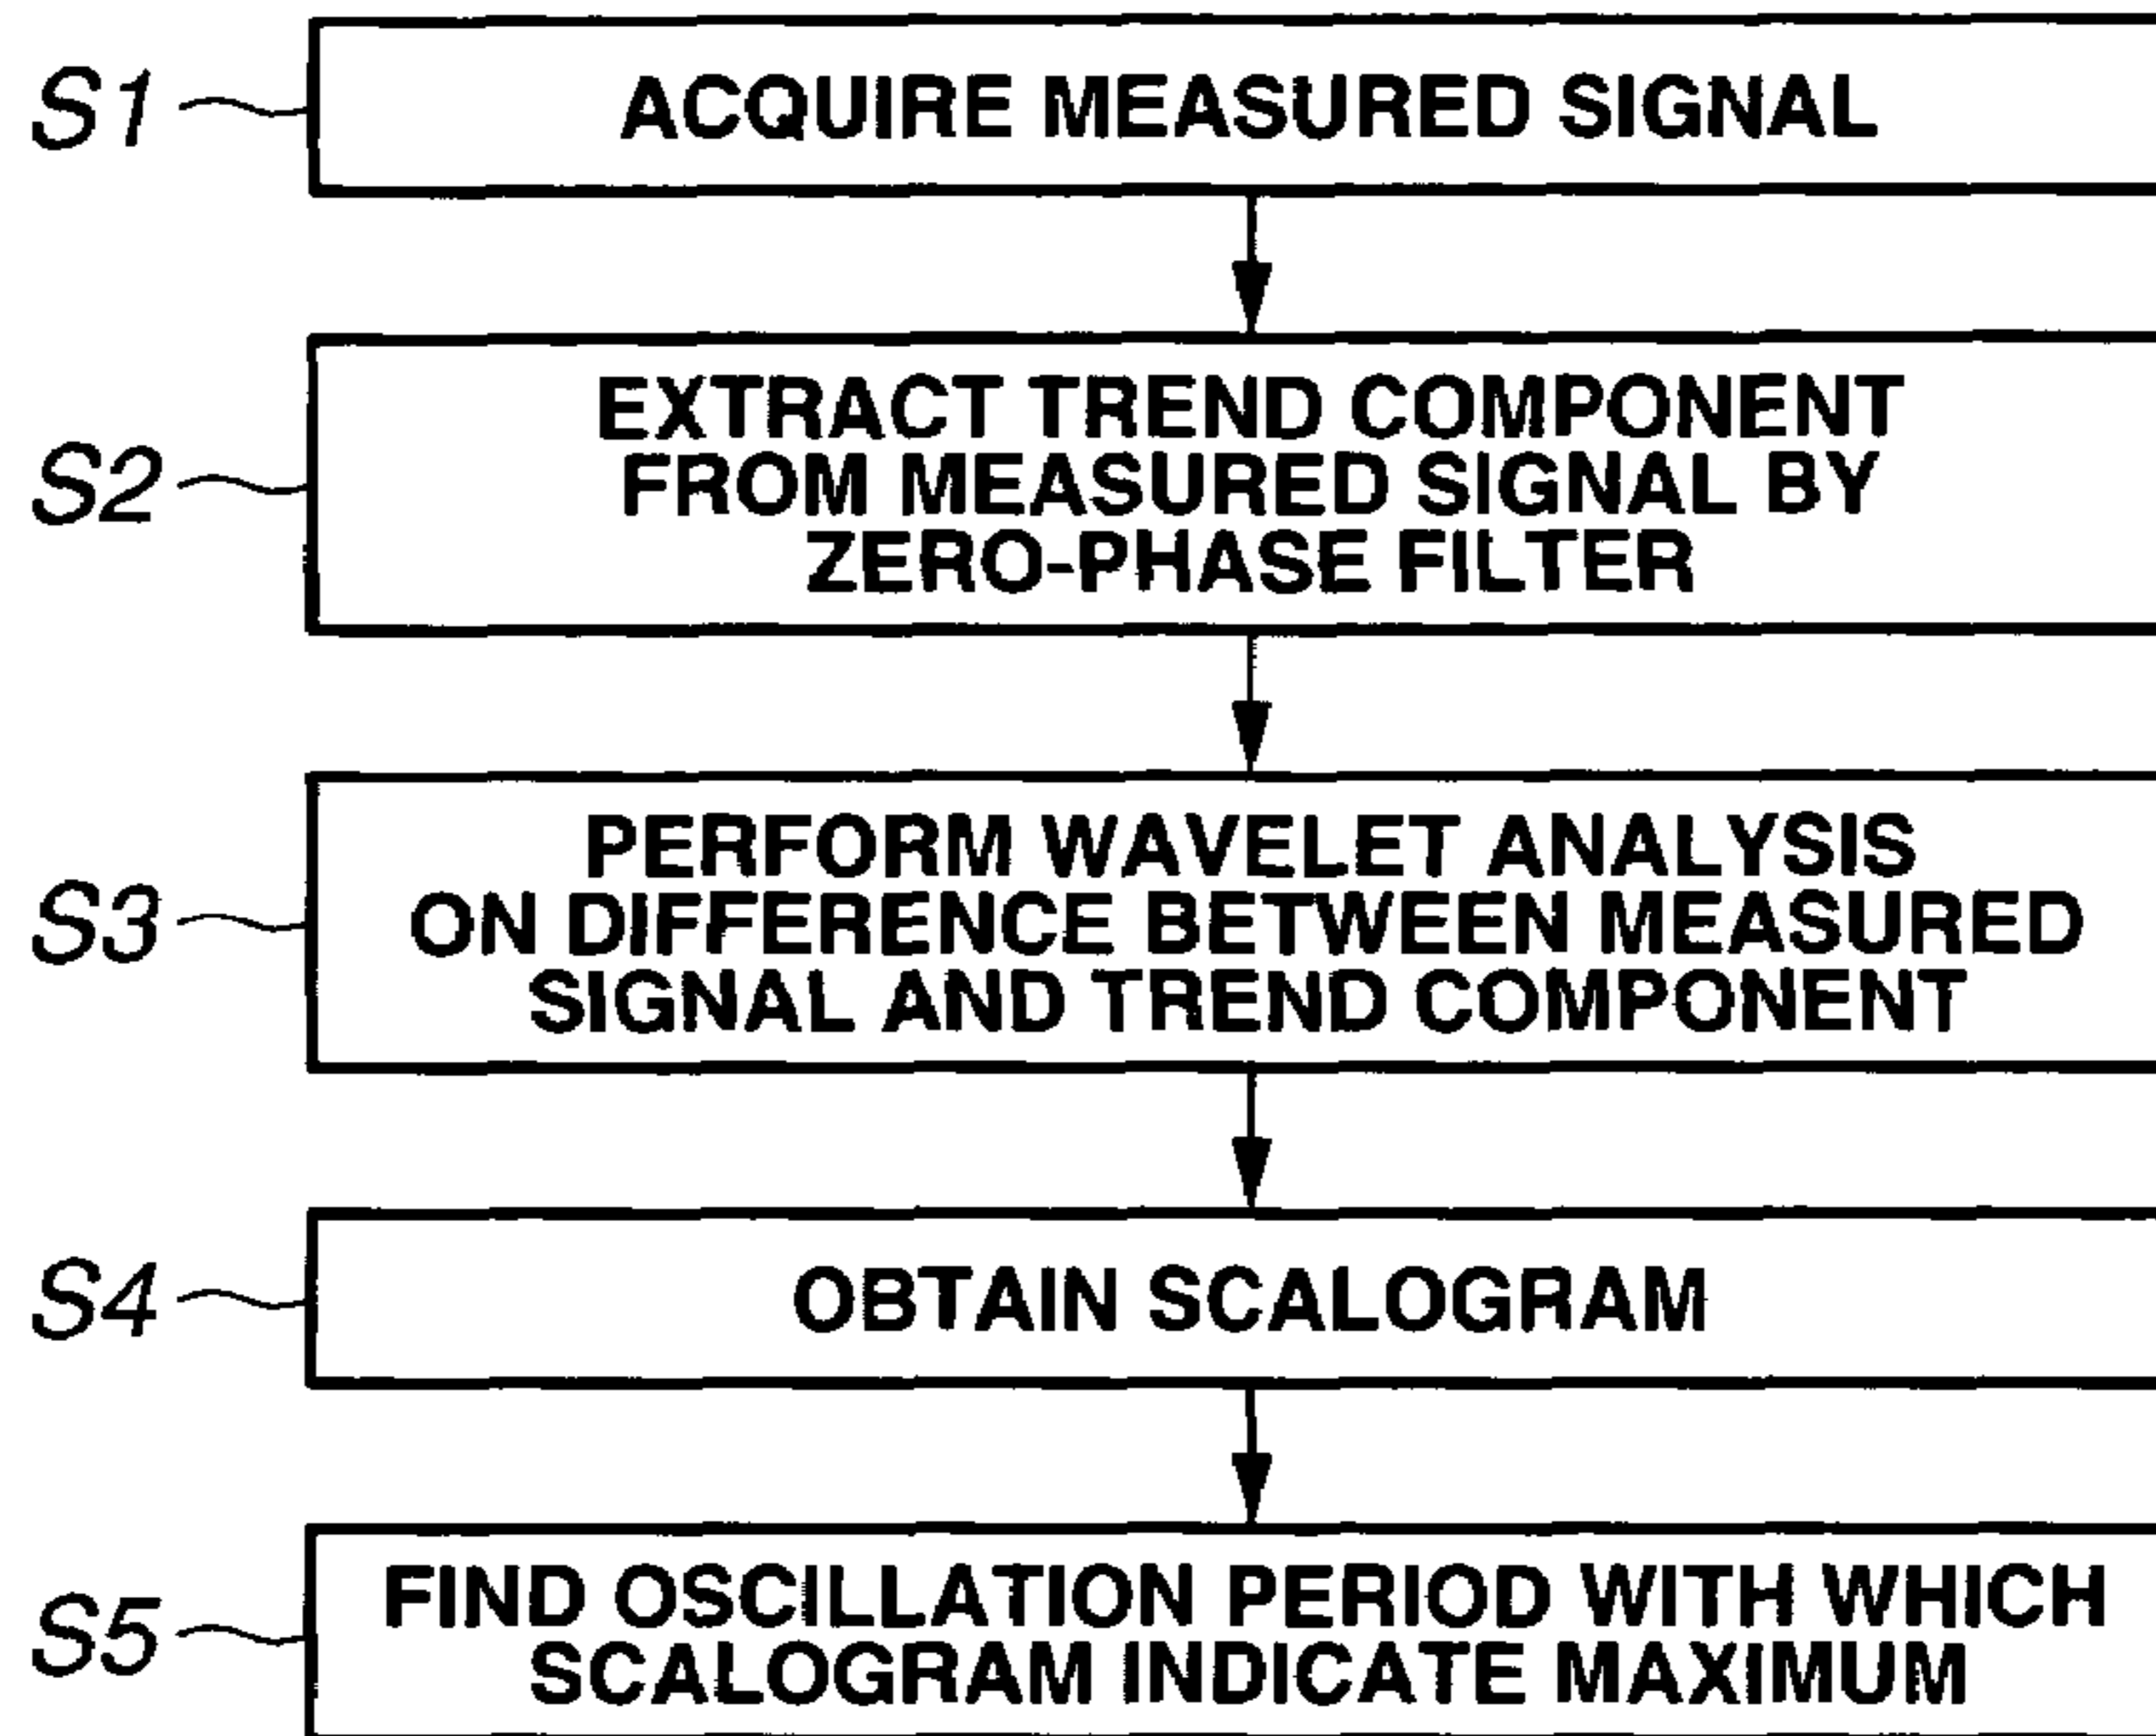 S1 ACQUIRE MEASURED SIGNAL
S2
EXTRACT TREND COMPONENT
FROM MEASURED SIGNAL BY
ZERO-PHASE FILTER
S3
PERFORM WAVELET ANALYSIS
ON DIFFERENCE BETWEEN MEASURED
SIGNAL AND TREND COMPONENT
S4 OBTAIN SCALOGRAM
S5
FIND OSCILLATION PERIOD WITH WHICH
SCALOGRAM INDICATE MAXIMUM